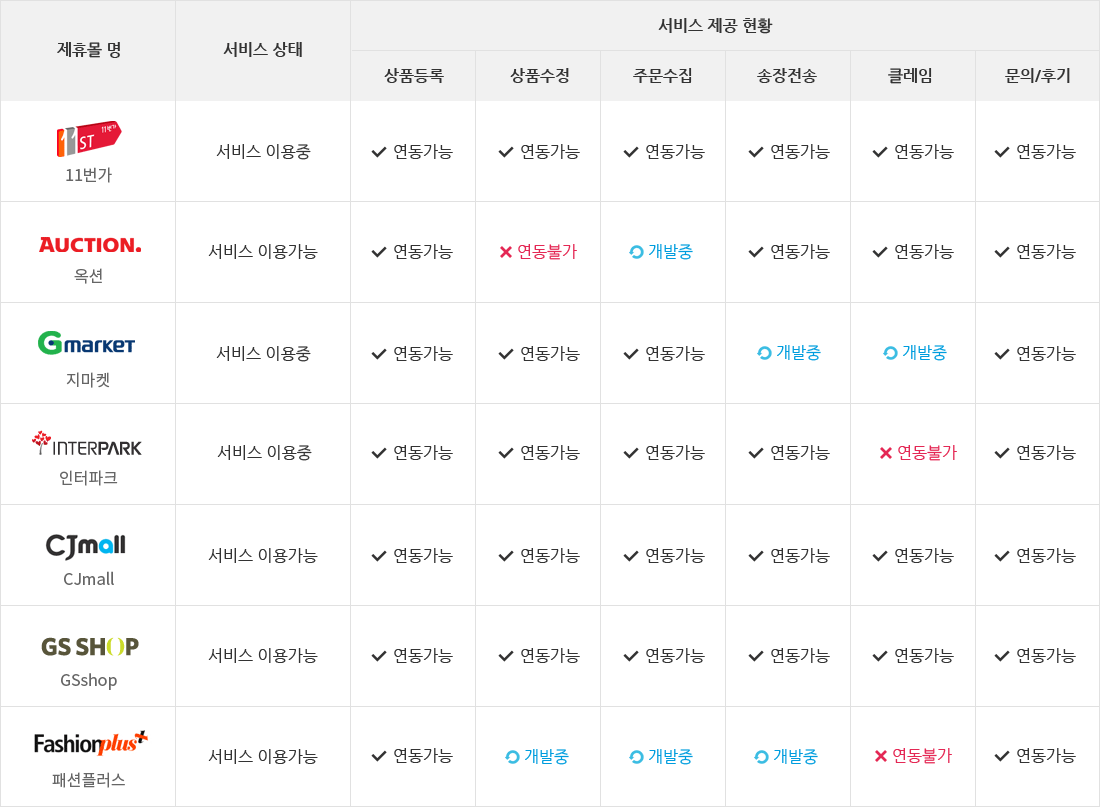 제휴몰 명 서비스 상태 서비스 제공 현황
상품등록 상품수정 주문수집 송장전송 클레임 문의/후기
11ST 11번가
11번가 서비스 이용중 연동가능 연동가능 연동가능 연동가능 연동가능 연동가능
AUCTION.
옥션 서비스 이용가능 연동가능 연동불가 개발중 연동가능 연동가능 연동가능
Gmarket
지마켓 서비스 이용중 연동가능 연동가능 연동가능 개발중 개발중 연동가능
INTERPARK
인터파크 서비스 이용중 연동가능 연동가능 연동가능 연동가능 연동불가 연동가능
CJmall
CJmall 서비스 이용가능 연동가능 연동가능 연동가능 연동가능 연동가능 연동가능
GS SHOP
GSshop 서비스 이용가능 연동가능 연동가능 연동가능 연동가능 연동가능 연동가능
Fashionplus+
패션플러스 서비스 이용가능 연동가능 개발중 개발중 개발중 연동불가 연동가능